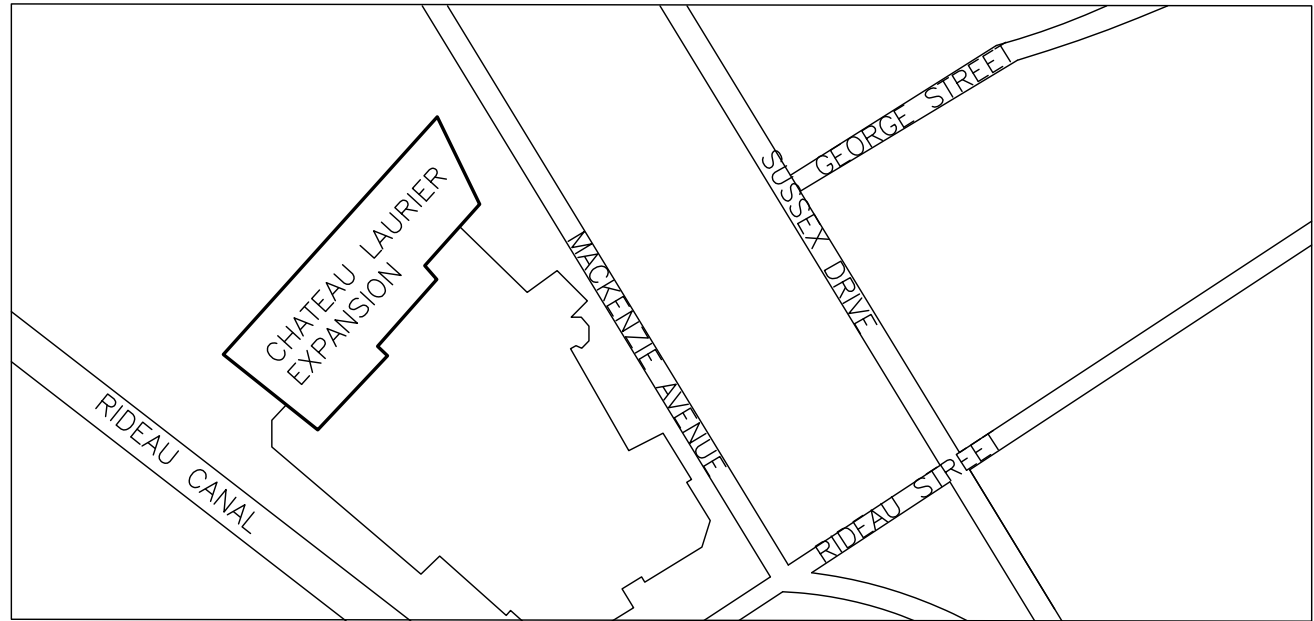 GEORGE STREET
SUSSEX DRIVE
CHATEAU LAURIER
EXPANSION
MACKENZIE AVENUE
RIDEAU CANAL
RIDEAU STREET